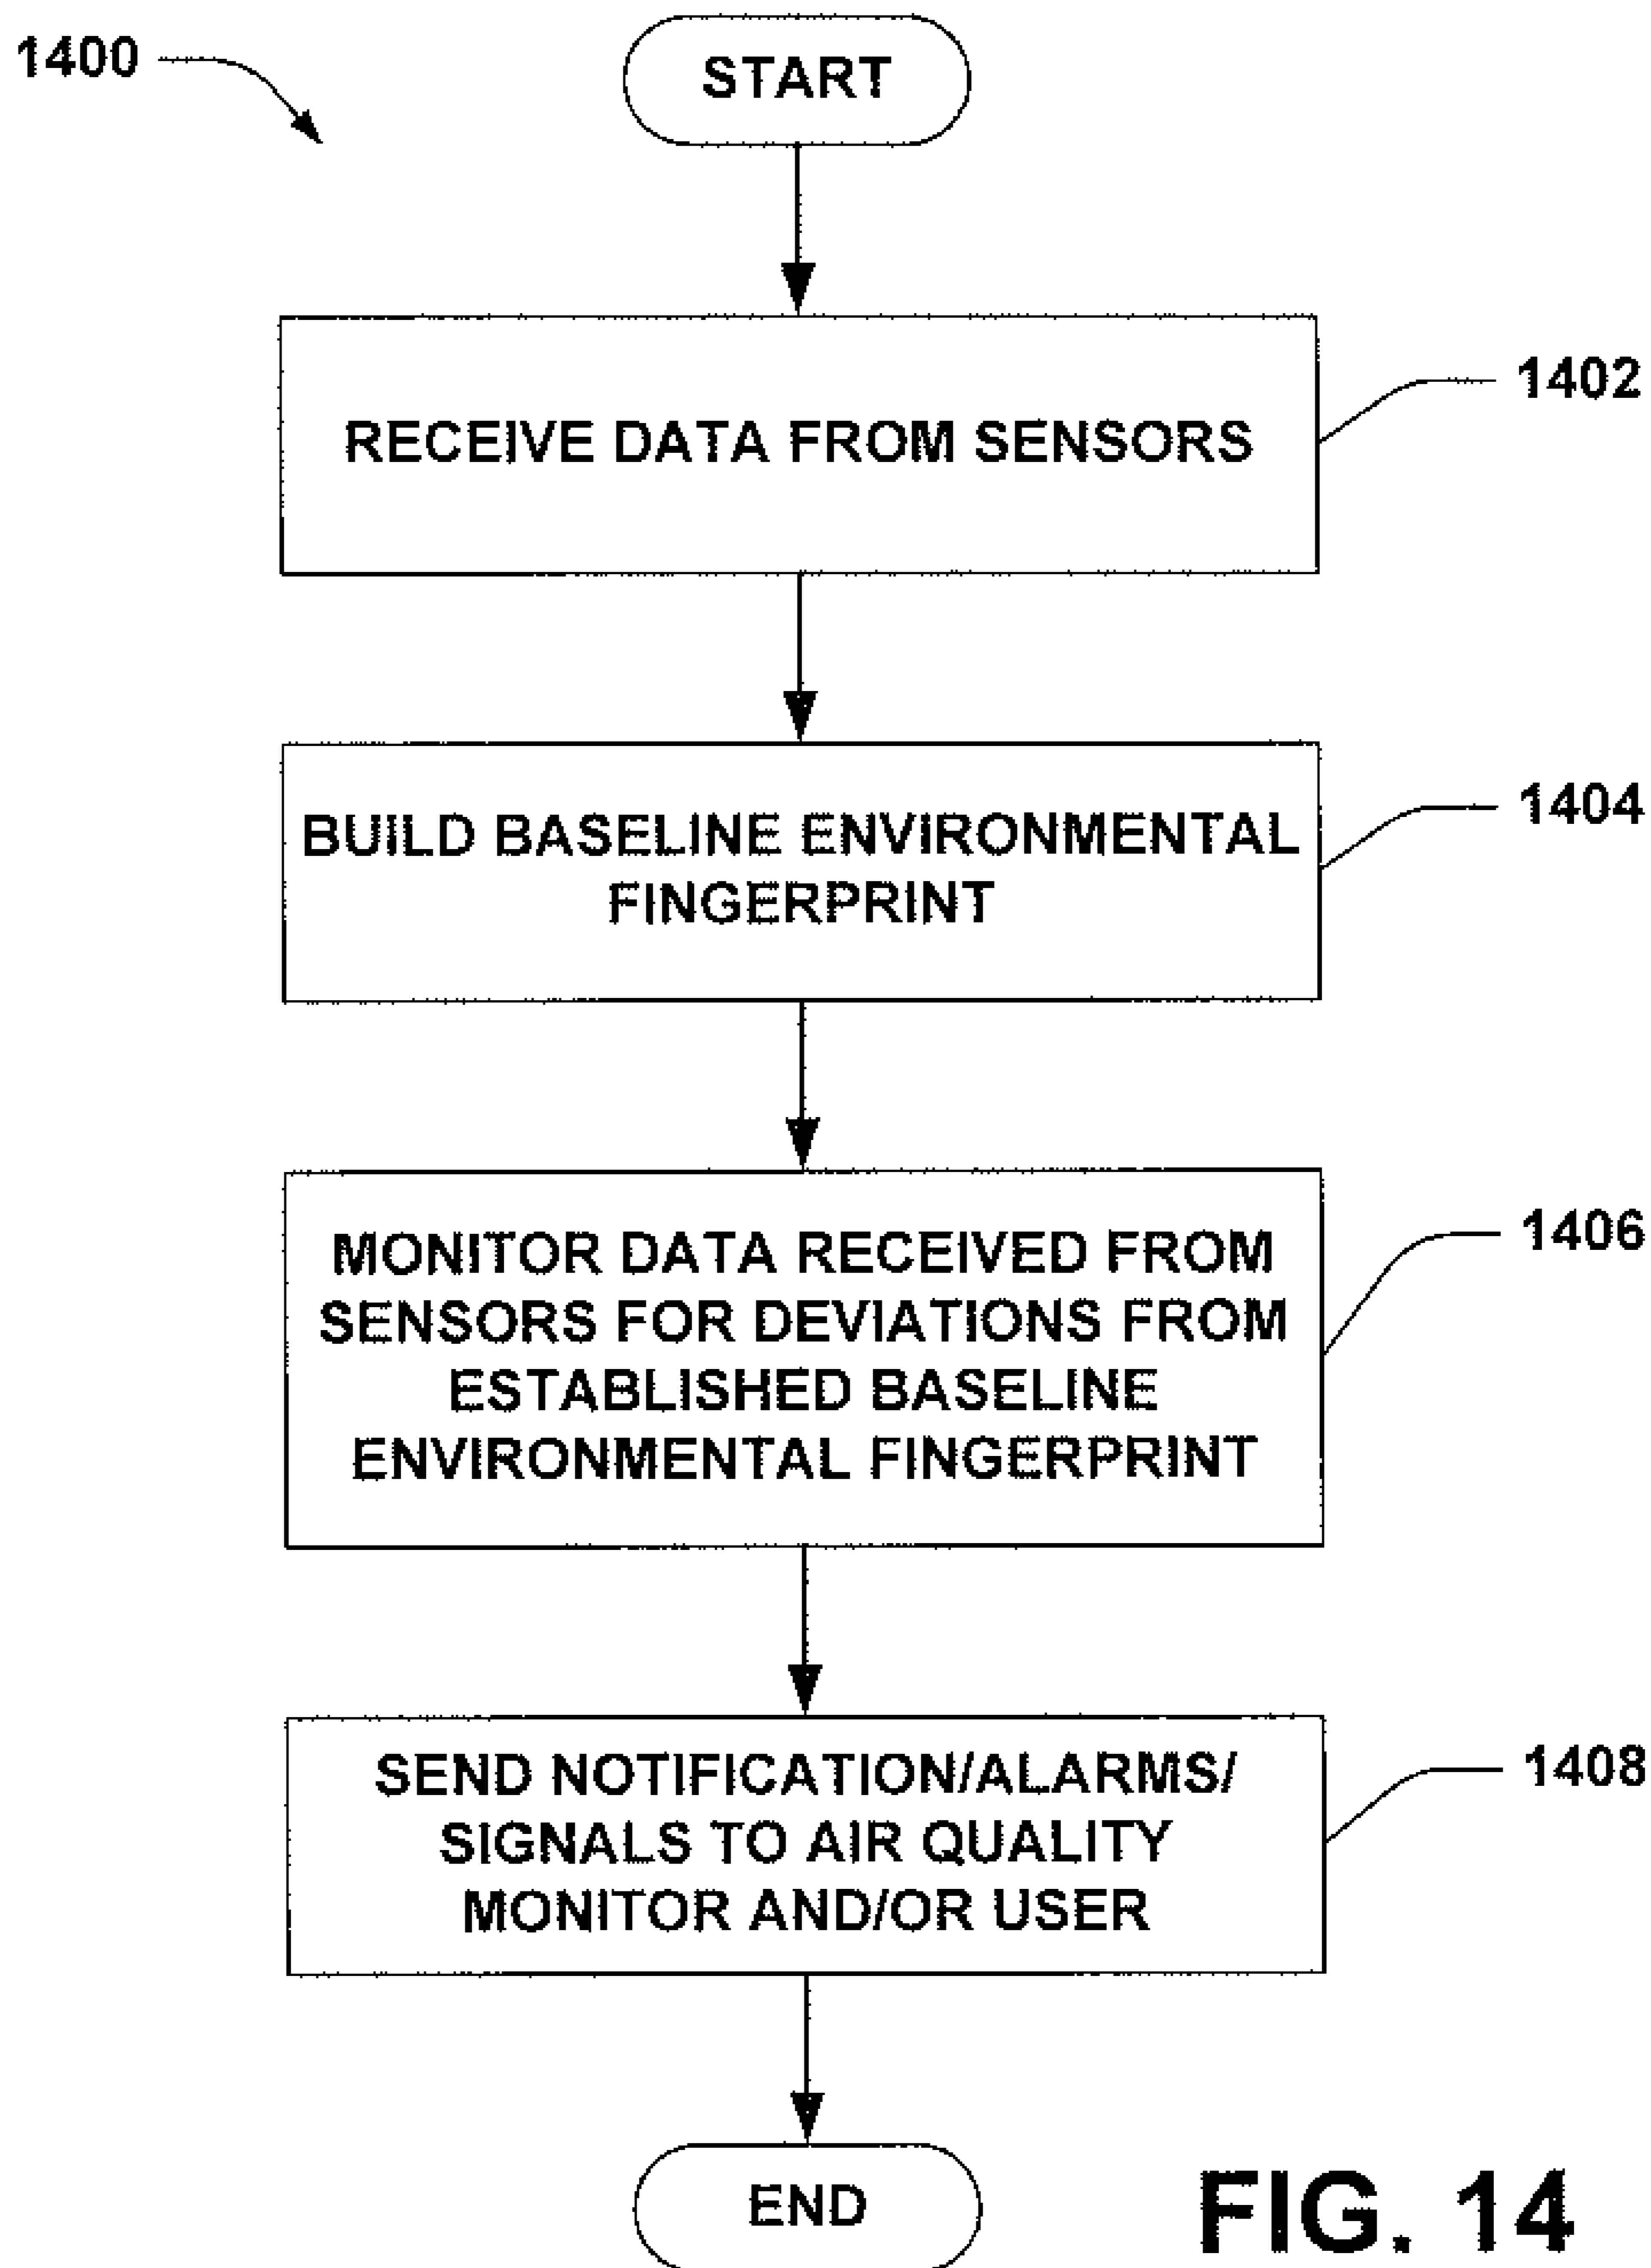 1400
START
RECEIVE DATA FROM SENSORS
1402
BUILD BASELINE ENVIRONMENTAL
FINGERPRINT
1404
MONITOR DATA RECEIVED FROM
SENSORS FOR DEVIATIONS FROM
ESTABLISHED BASELINE
ENVIRONMENTAL FINGERPRINT
1406
SEND NOTIFICATION/ALARMS/
SIGNALS TO AIR QUALITY
MONITOR AND/OR USER
1408
END
FIG. 14